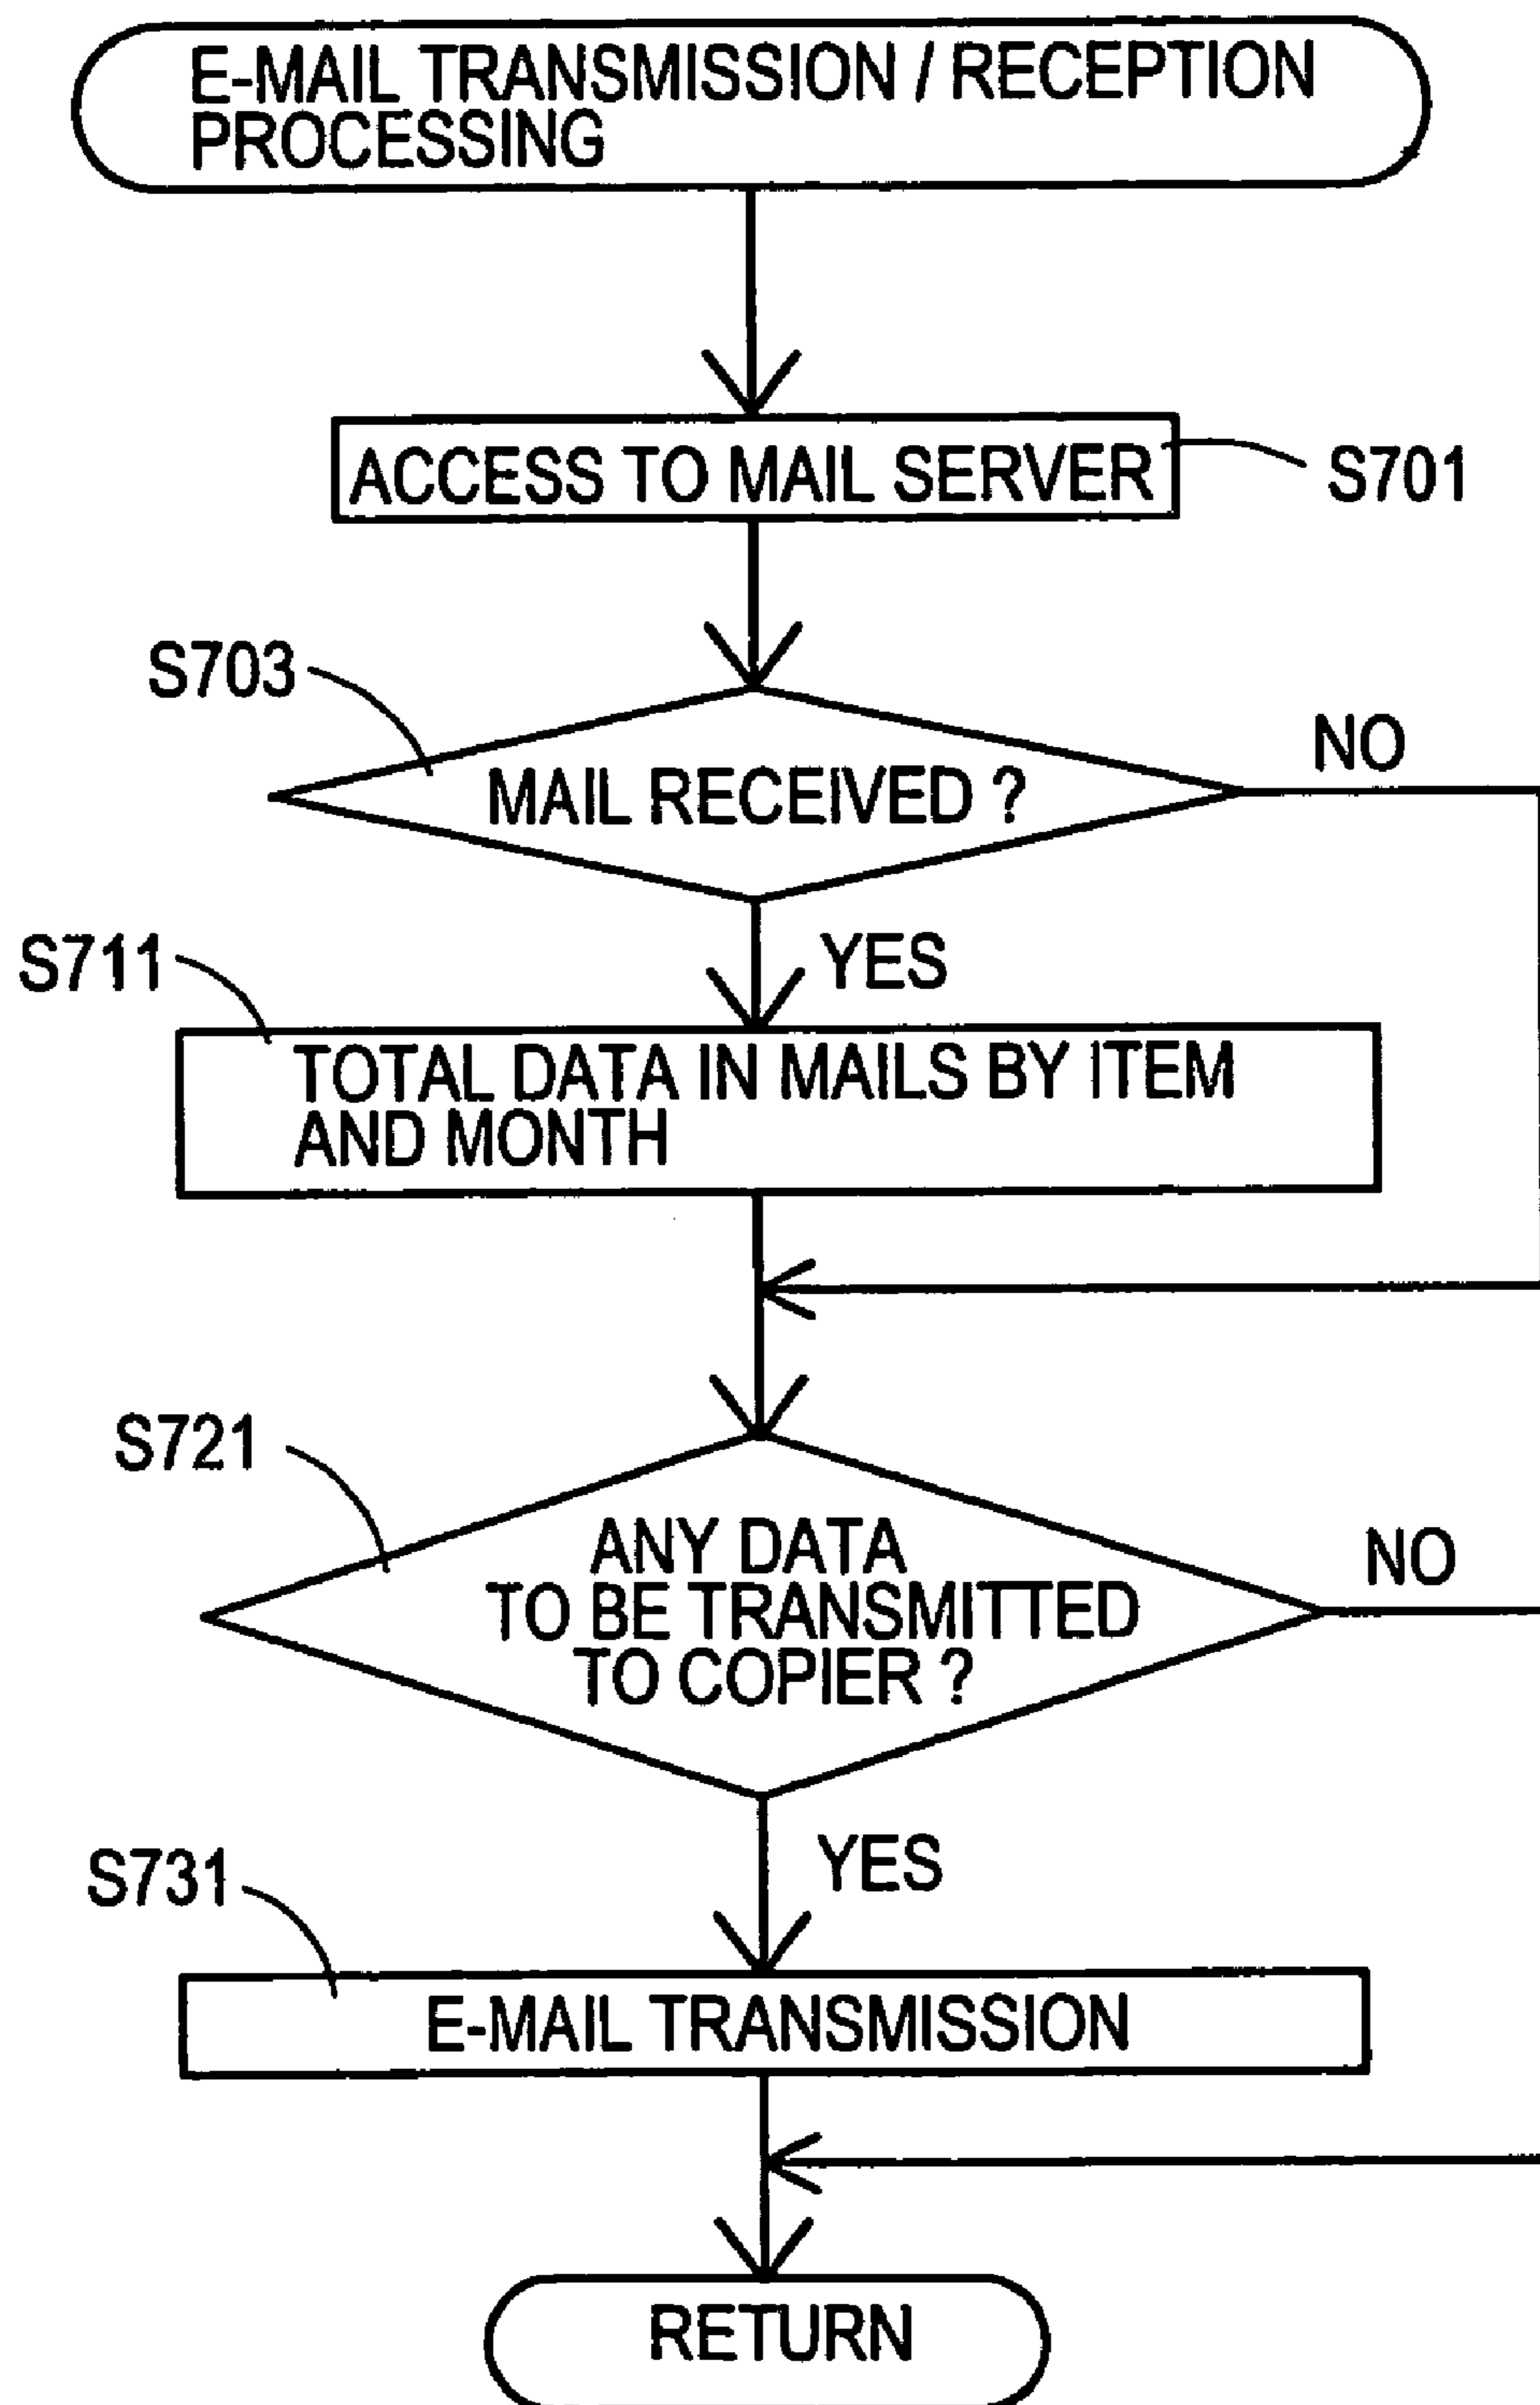 E-MAIL TRANSMISSION / RECEPTION
PROCESSING
ACCESS TO MAIL SERVER
S701
S703
MAIL RECEIVED ?
NO
YES
S711
TOTAL DATA IN MAILS BY ITEM
AND MONTH
S721
ANY DATA
TO BE TRANSMITTED
TO COPIER ?
NO
YES
S731
E-MAIL TRANSMISSION
RETURN